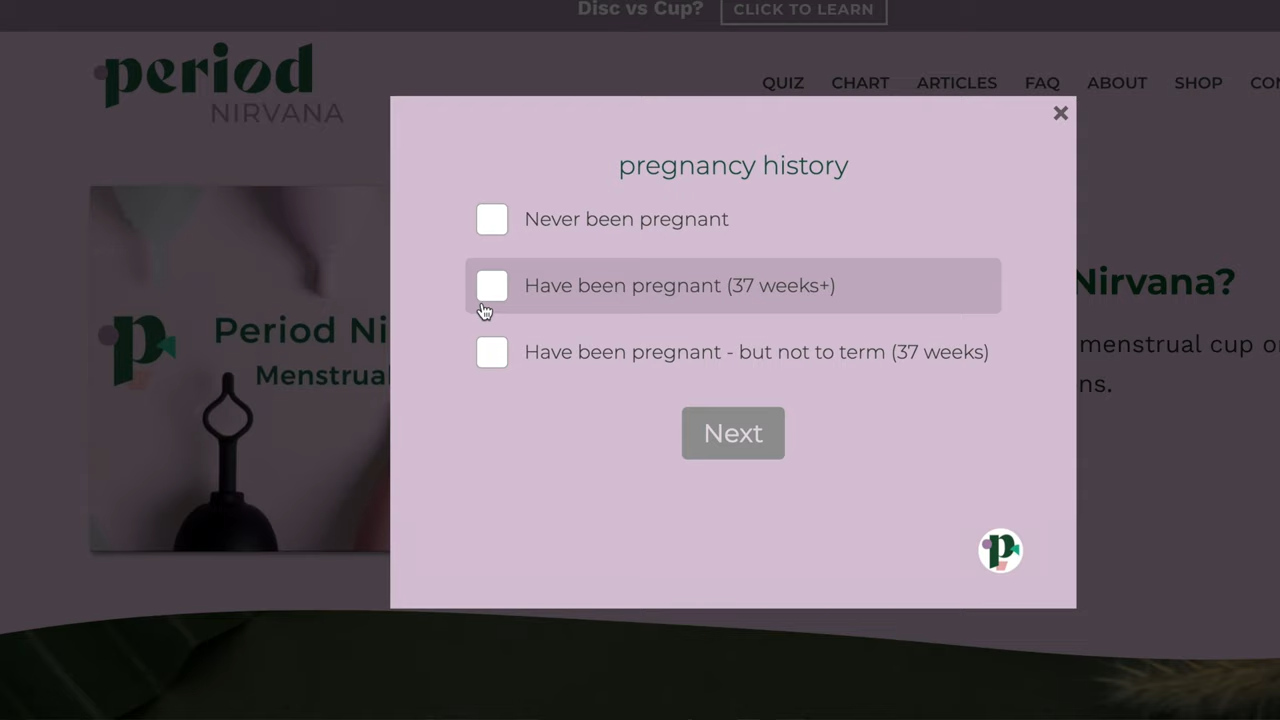 Disc vs Cup?
CLICK TO LEARN
period
NIRVANA
QUIZ CHART ARTICLES FAQ ABOUT SHOP
pregnancy history
Never been pregnant
Have been pregnant (37 weeks+)
Have been pregnant - but not to term (37 weeks)
Next
p
p
Period Ni
Menstrual
Nirvana?
menstrual cup o
ns.